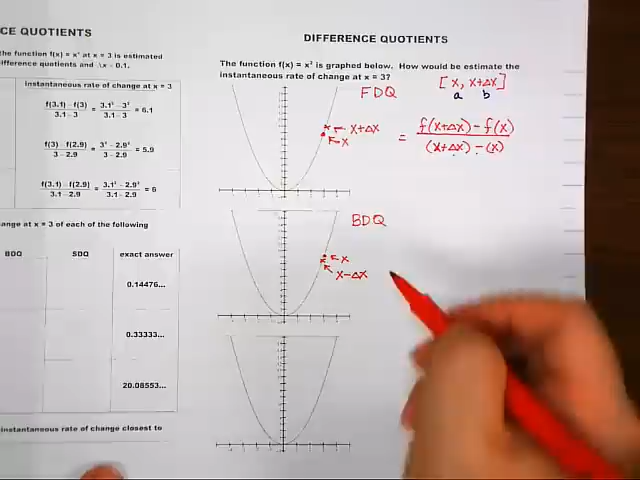 CE QUOTIENTS
the function f(x) = x² at x = 3 is estimated
difference quotients and \x = 0.1.
instantaneous rate of change at x = 3
f(3.1) – f(3) / 3.1 – 3 = 3.1² – 3² / 3.1 – 3 = 6.1
f(3) – f(2.9) / 3 – 2.9 = 3² – 2.9² / 3 – 2.9 = 5.9
f(3.1) – f(2.9) / 3.1 – 2.9 = 3.1² – 2.9² / 3.1 – 2.9 = 6
ange at x = 3 of each of the following
BDQ SDQ exact answer
0.14476...
0.33333...
20.08553...
instantaneous rate of change closest to
DIFFERENCE QUOTIENTS
The function f(x) = x² is graphed below. How would be estimate the
instantaneous rate of change at x = 3?
FDQ
[x, x+Δx]
a b
x+Δx
x
= f(x+Δx) – f(x) / (x+Δx) – (x)
BDQ
x
x–Δx